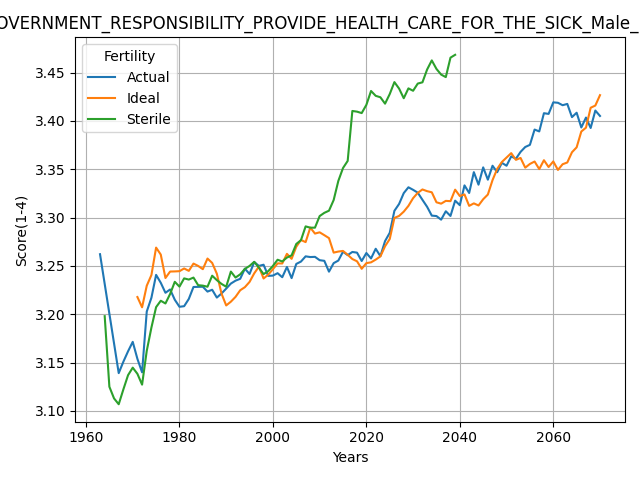 OVERNMENT_RESPONSIBILITY_PROVIDE_HEALTH_CARE_FOR_THE_SICK_Male_
Fertility
Actual
Ideal
Sterile
Score(1-4)
3.45
3.40
3.35
3.30
3.25
3.20
3.15
3.10
1960 1980 2000 2020 2040 2060
Years